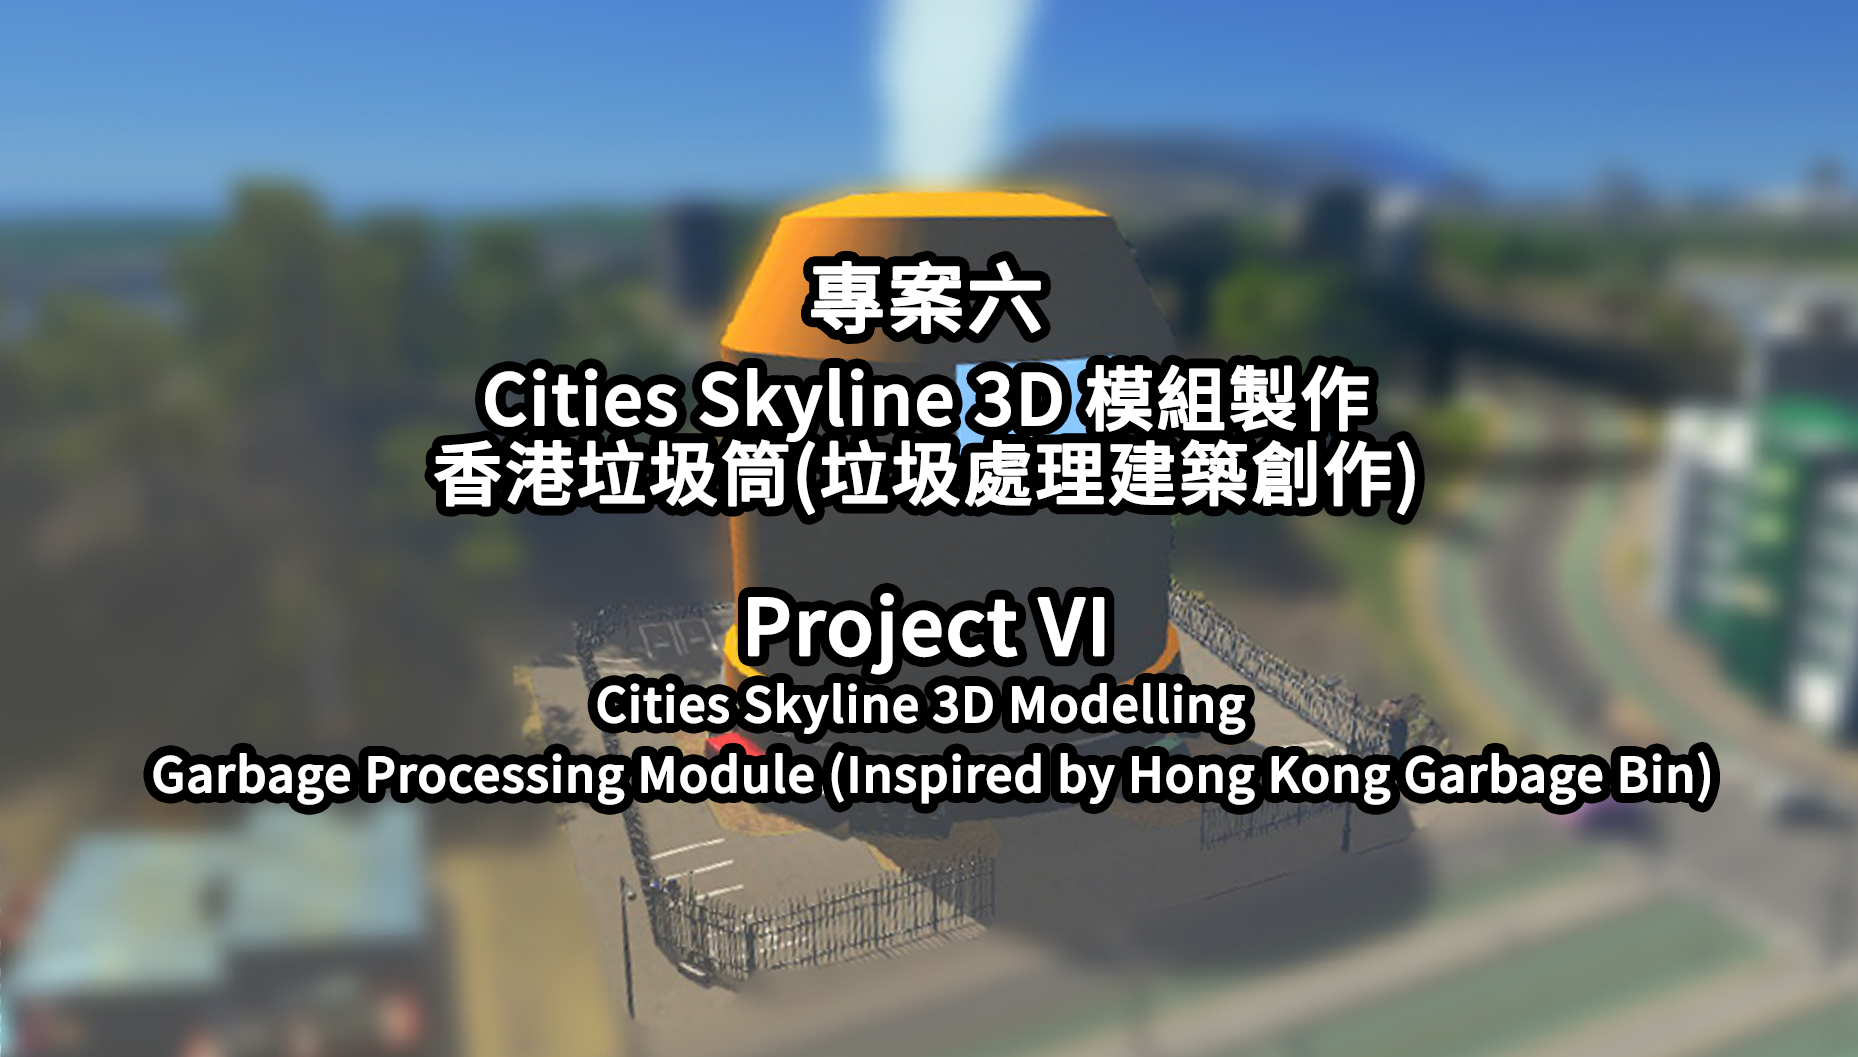 專案六
Cities Skyline 3D 模組製作
香港垃圾筒(垃圾處理建築創作)
Project VI
Cities Skyline 3D Modelling
Garbage Processing Module (Inspired by Hong Kong Garbage Bin)